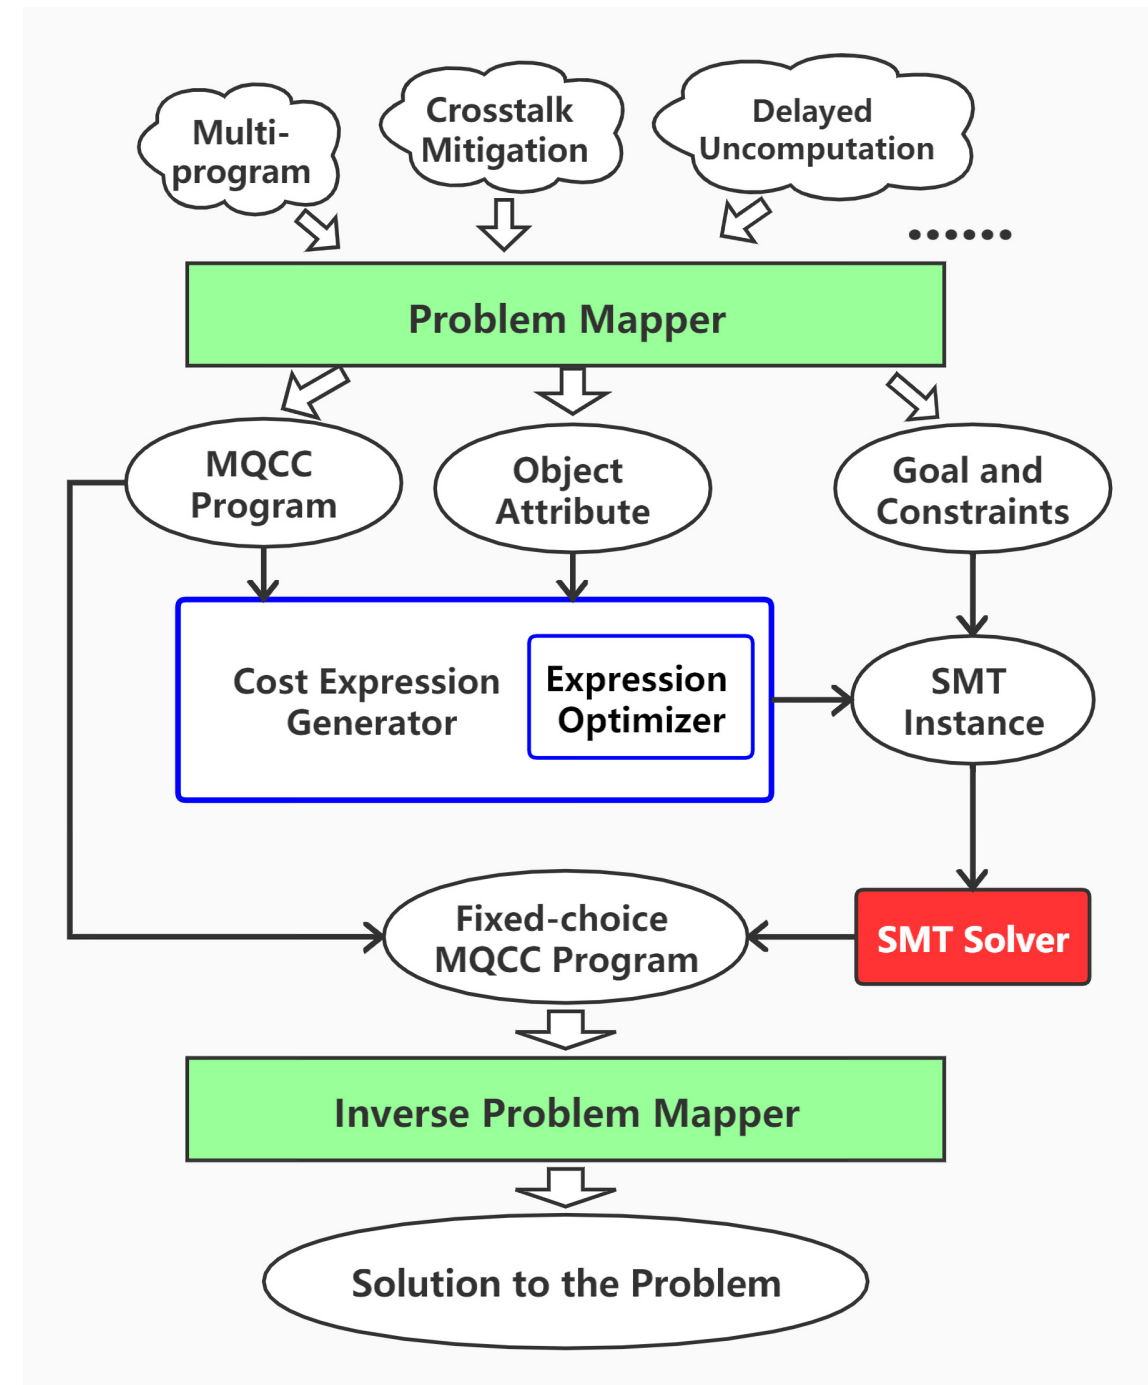 Multi-
program
Crosstalk
Mitigation
Delayed
Uncomputation
......
Problem Mapper
MQCC
Program
Object
Attribute
Goal and
Constraints
Cost Expression
Generator
Expression
Optimizer
SMT
Instance
Fixed-choice
MQCC Program
SMT Solver
Inverse Problem Mapper
Solution to the Problem